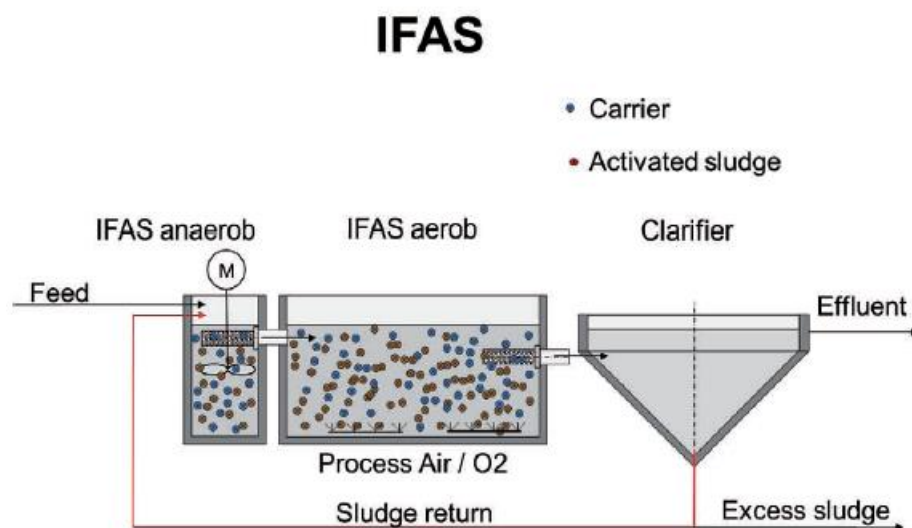 IFAS
Carrier
Activated sludge
IFAS anaerob
IFAS aerob
Clarifier
M
Feed
Effluent
Process Air / O2
Sludge return
Excess sludge